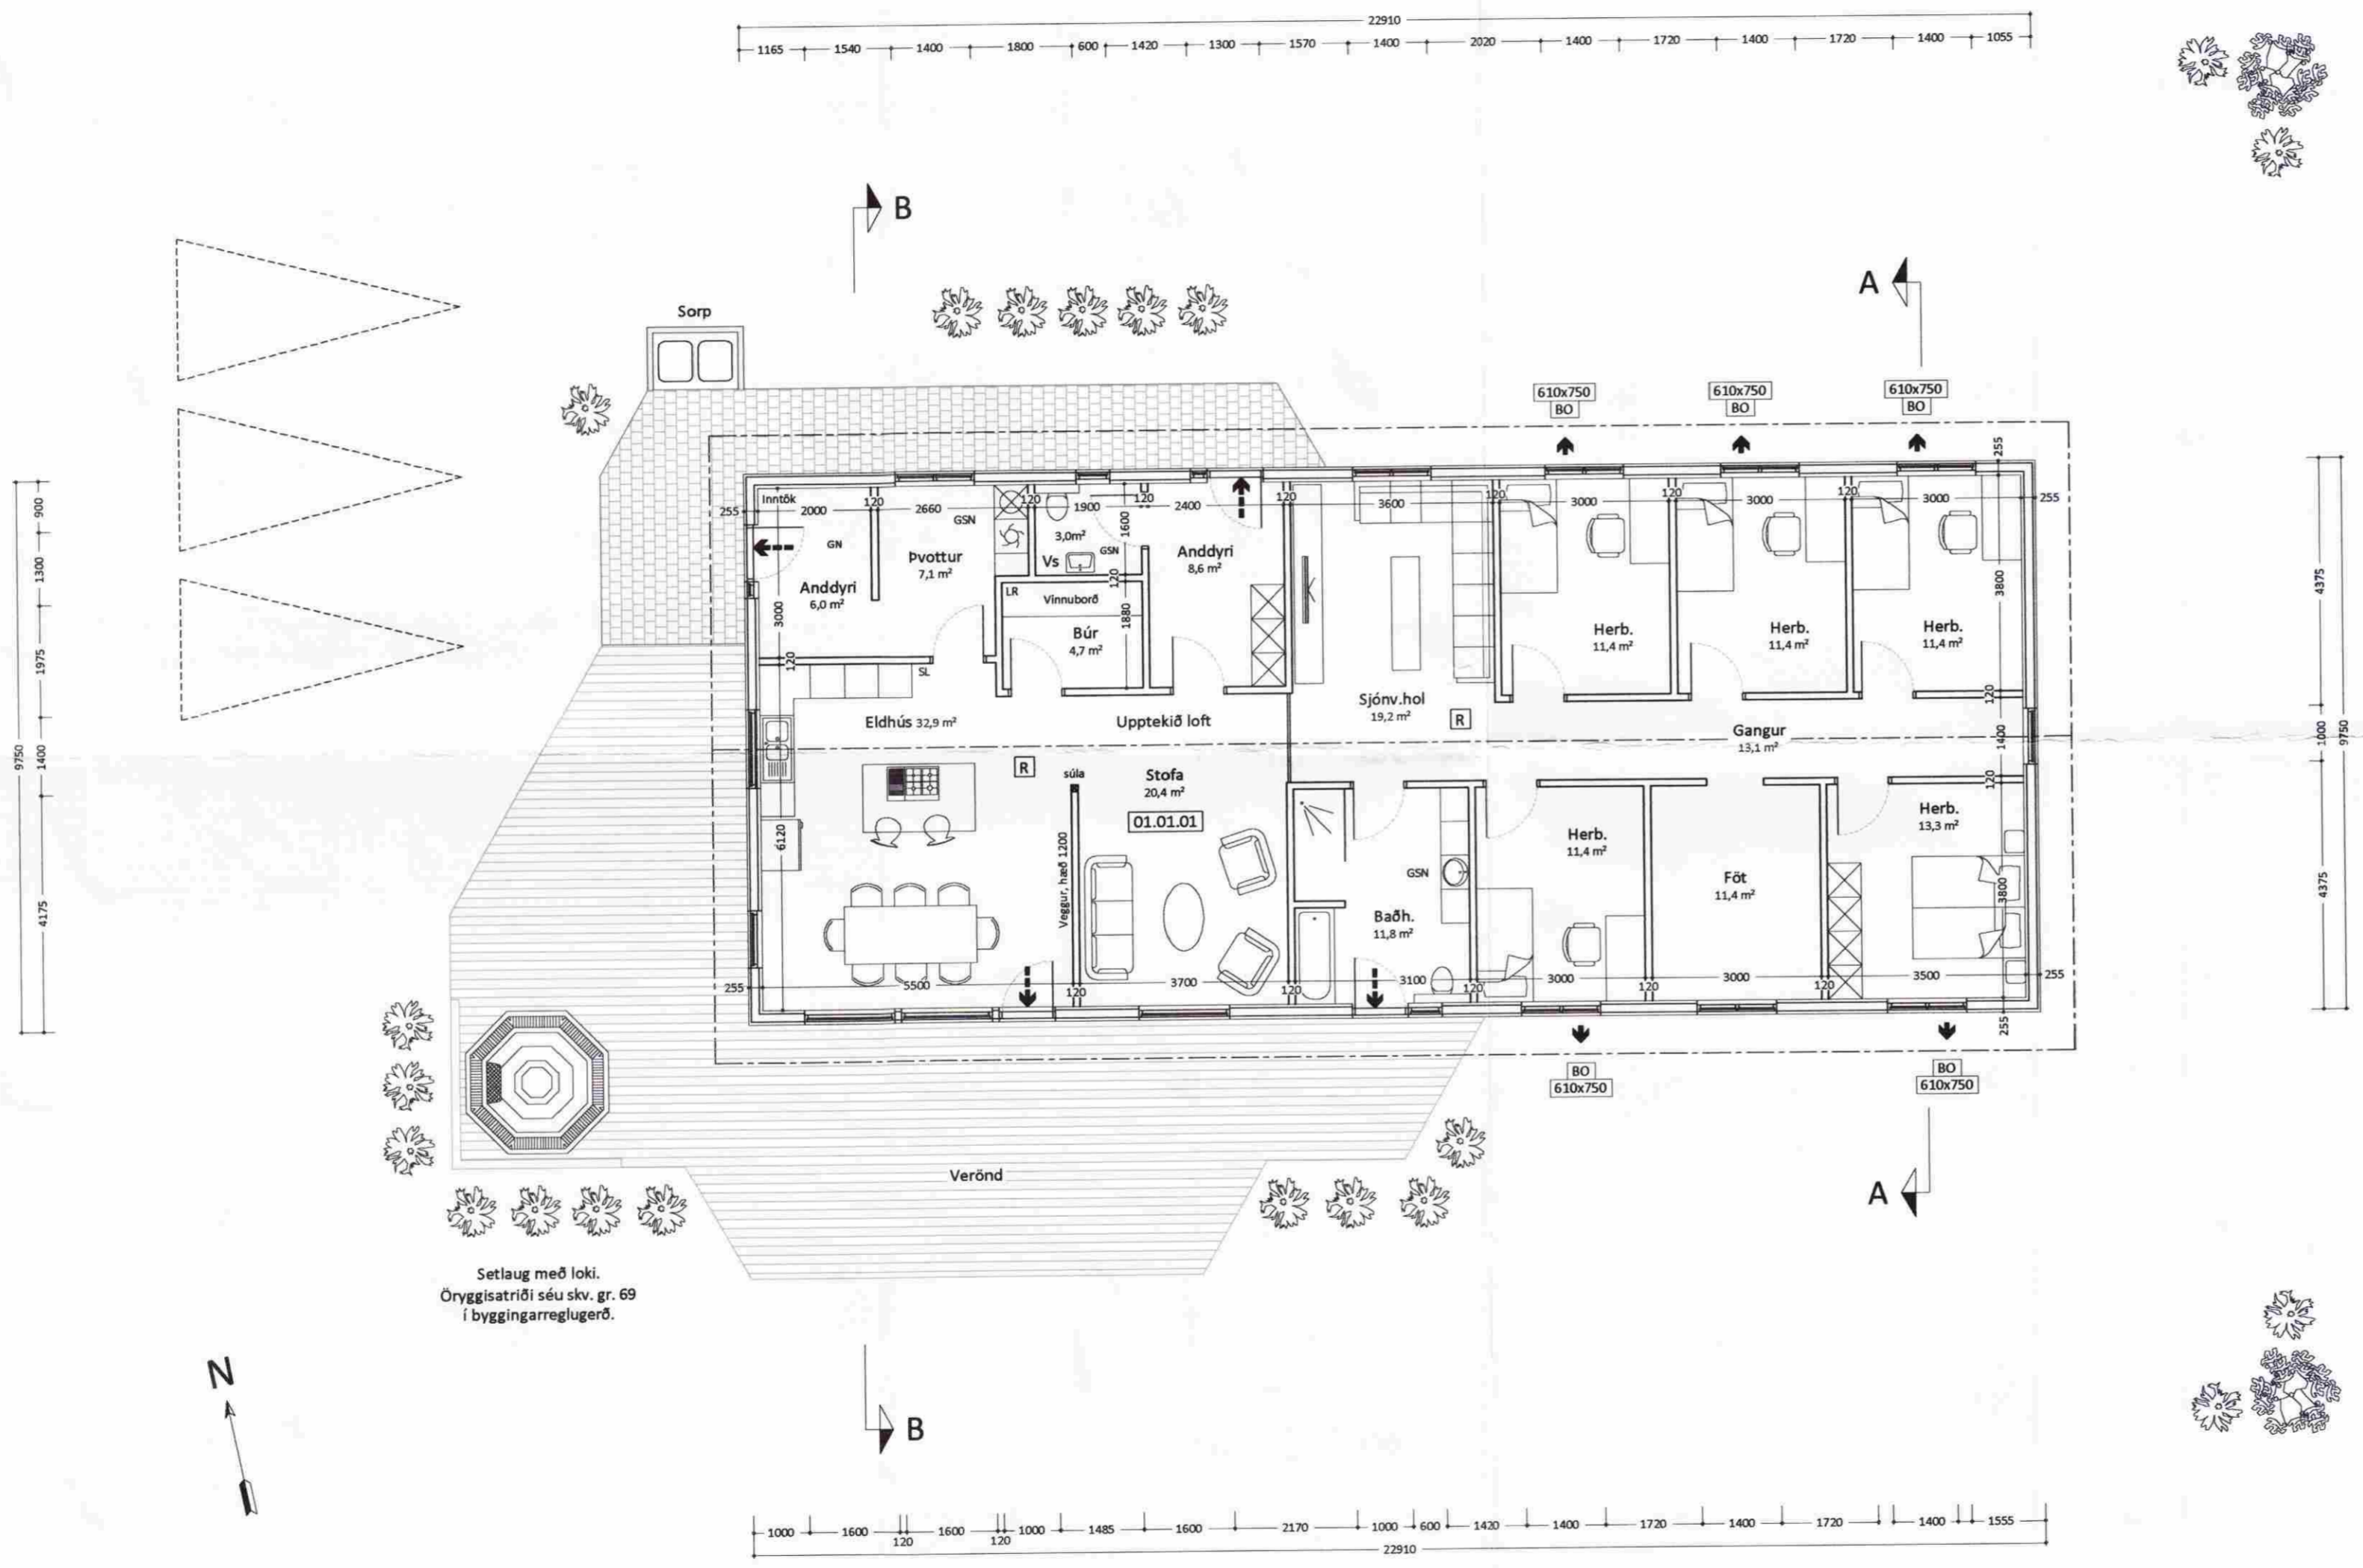 22910
1165 1540 1400 1800 600 1420 1300 1570 1400 2020 1400 1720 1400 1720 1400 1055
B
A
Sorp
610x750
BO
610x750
BO
610x750
BO
255
Inntök
255 2000 120 2660 120 1900 120 2400 120 3600 120 3000 120 3000 120 3000 255
GSN
GN
Þvottur
7,1 m²
3,0m²
Vs
GSN
1600
120
Anddyri
8,6 m²
Anddyri
6,0 m²
3000
120
LR
Vinnuborð
Búr
4,7 m²
1880
SL
Herb.
11,4 m²
Herb.
11,4 m²
Herb.
11,4 m²
3800
120
Eldhús 32,9 m²
Upptekið loft
Sjónv.hol
19,2 m²
R
Gangur
13,1 m²
1400
120
R
súla
Stofa
20,4 m²
01.01.01
6120
Veggur, hæð 1200
GSN
Baðh.
11,8 m²
Herb.
11,4 m²
Föt
11,4 m²
Herb.
13,3 m²
3800
255 5500 120 3700 120 3100 120 3000 120 3000 120 3500 255
255
BO
610x750
BO
610x750
9750
900
1300
1975
1400
4175
4375
1000
4375
9750
Verönd
A
Setlaug með loki.
Öryggisatriði séu skv. gr. 69
í byggingarreglugerð.
N
B
1000 1600 120 1600 120 1000 1485 1600 2170 1000 600 1420 1400 1720 1400 1720 1400 1555
22910